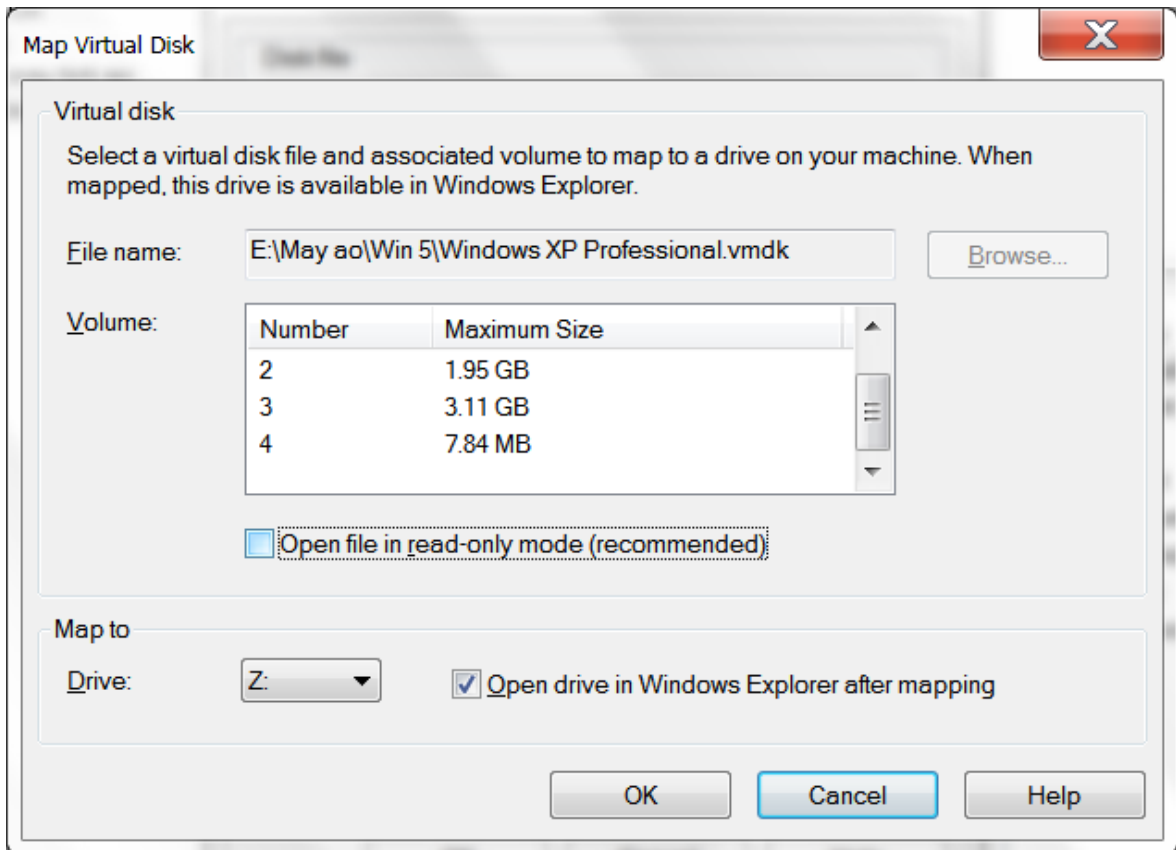 Map Virtual Disk
Disk file
Virtual disk
Select a virtual disk file and associated volume to map to a drive on your machine. When
mapped, this drive is available in Windows Explorer.
File name:
E:\May ao\Win 5\Windows XP Professional.vmdk
Browse...
Volume:
Number Maximum Size
2 1.95 GB
3 3.11 GB
4 7.84 MB
Open file in read-only mode (recommended)
Map to
Drive:
Z:
Open drive in Windows Explorer after mapping
OK Cancel Help